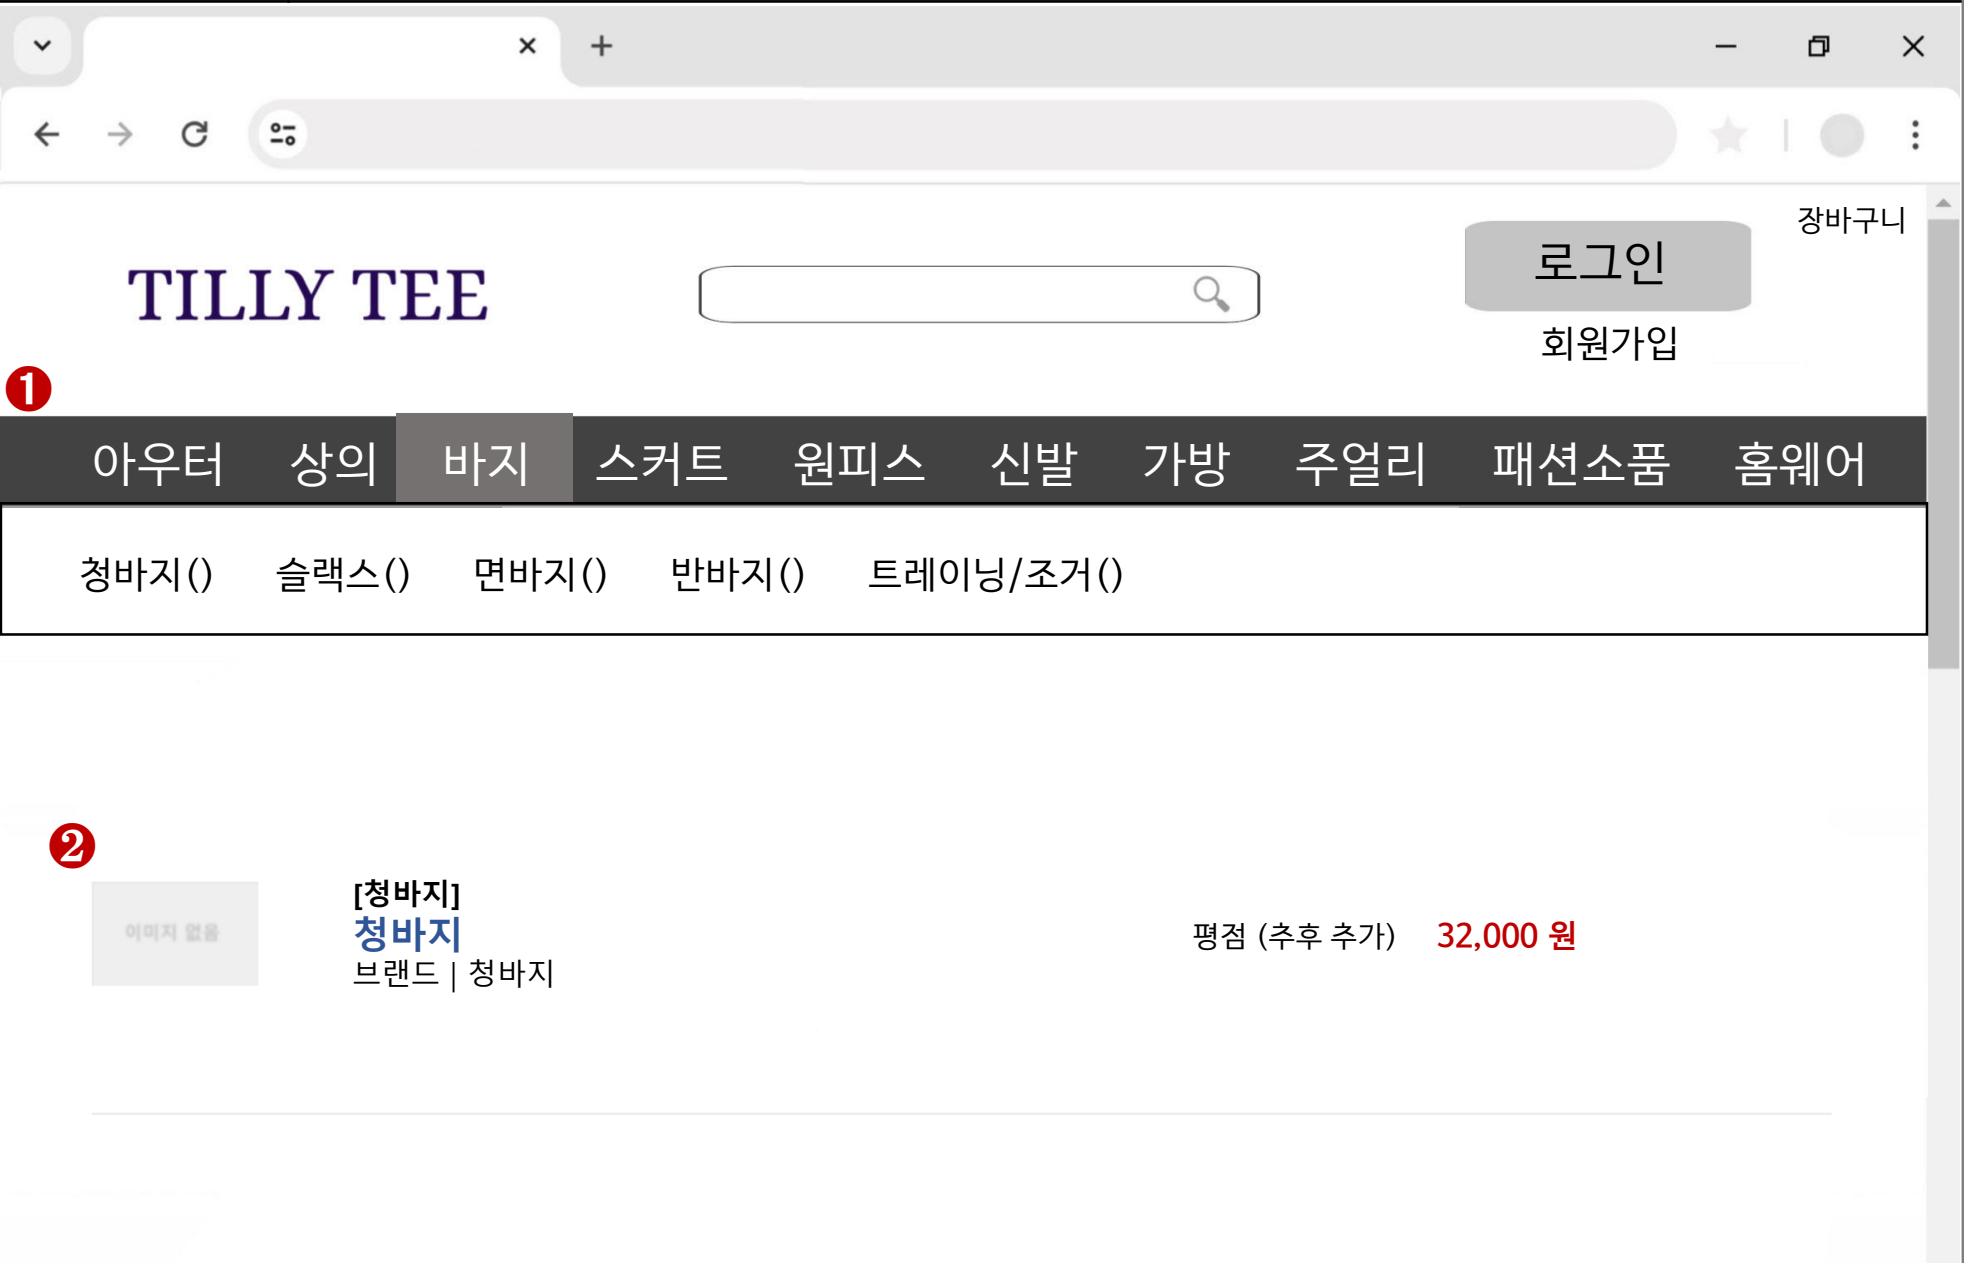 장바구니
TILLY TEE
로그인
회원가입
❶
아우터 상의 바지 스커트 원피스 신발 가방 주얼리 패션소품 홈웨어
청바지() 슬랙스() 면바지() 반바지() 트레이닝/조거()
❷
이미지 없음
[청바지]
청바지
브랜드 | 청바지
평점 (추후 추가) 32,000 원